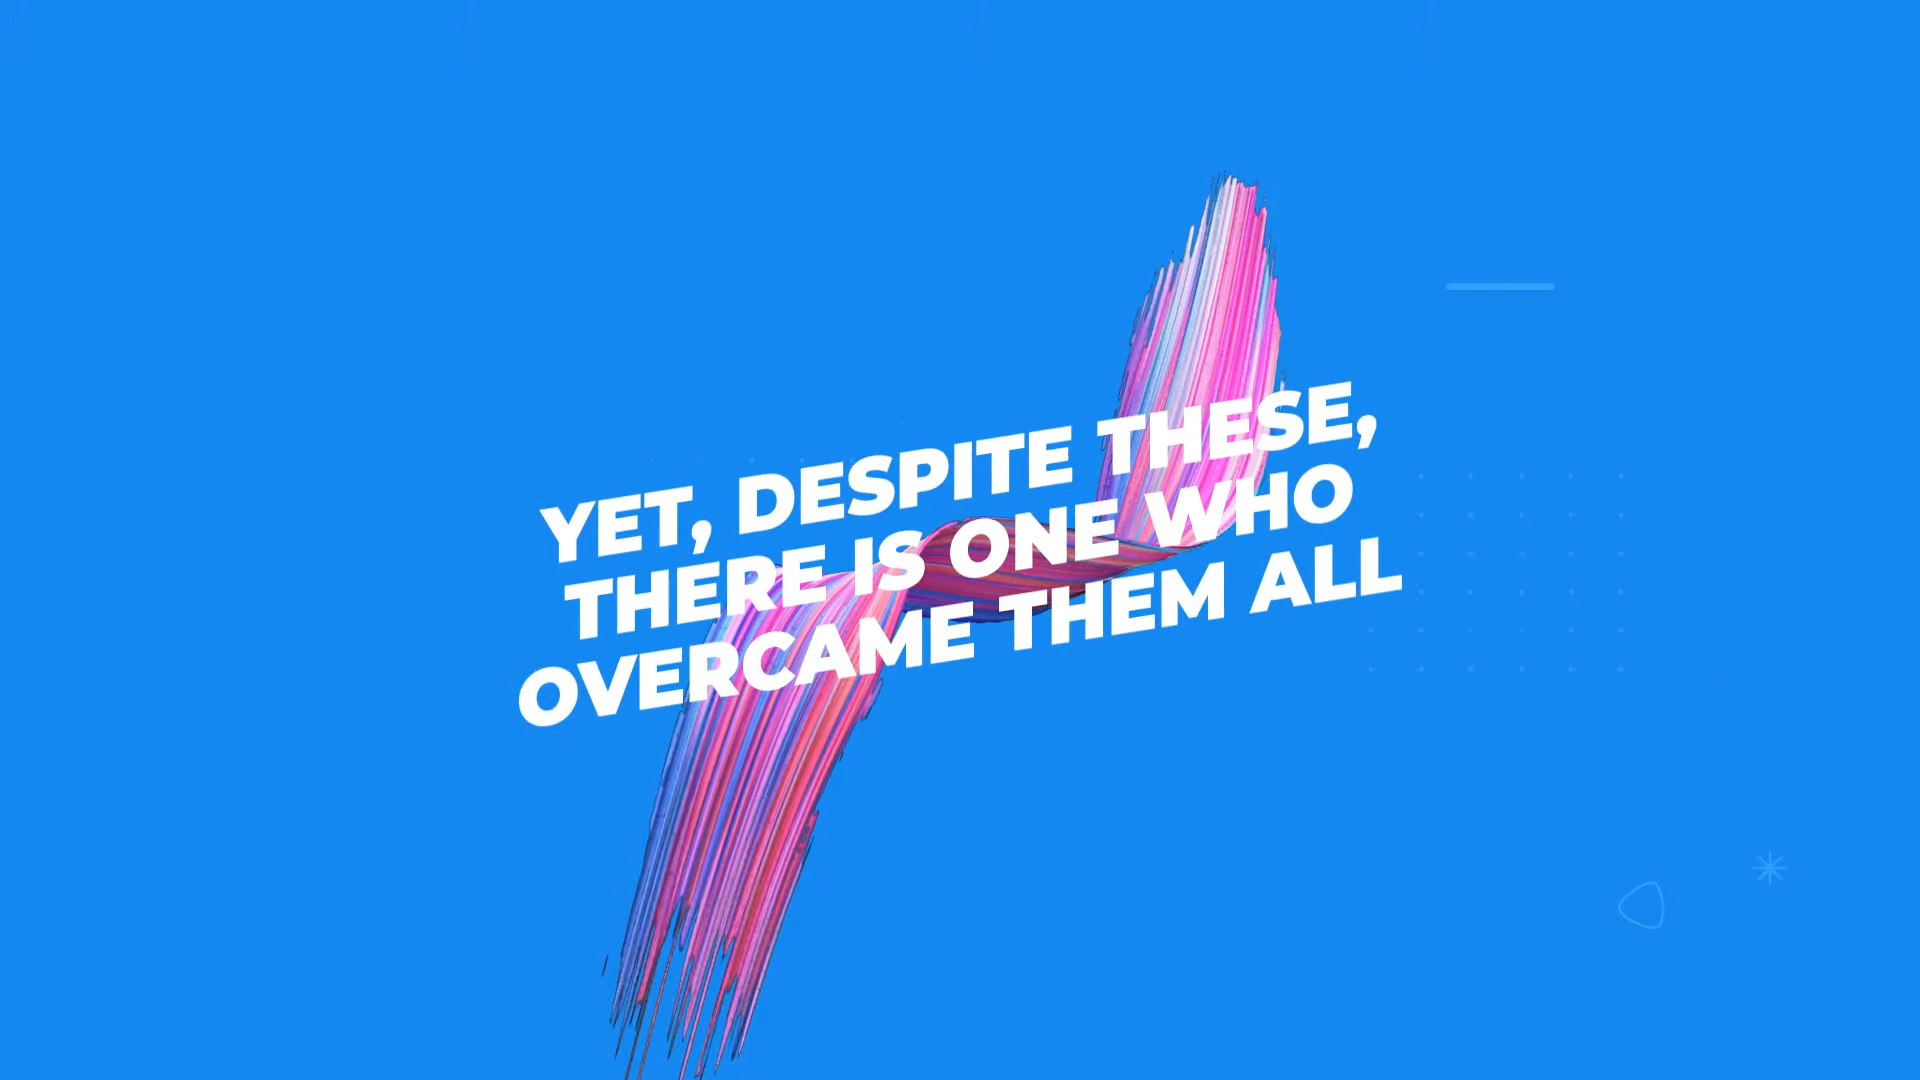 YET, DESPITE THESE,
THERE IS ONE WHO
OVERCAME THEM ALL